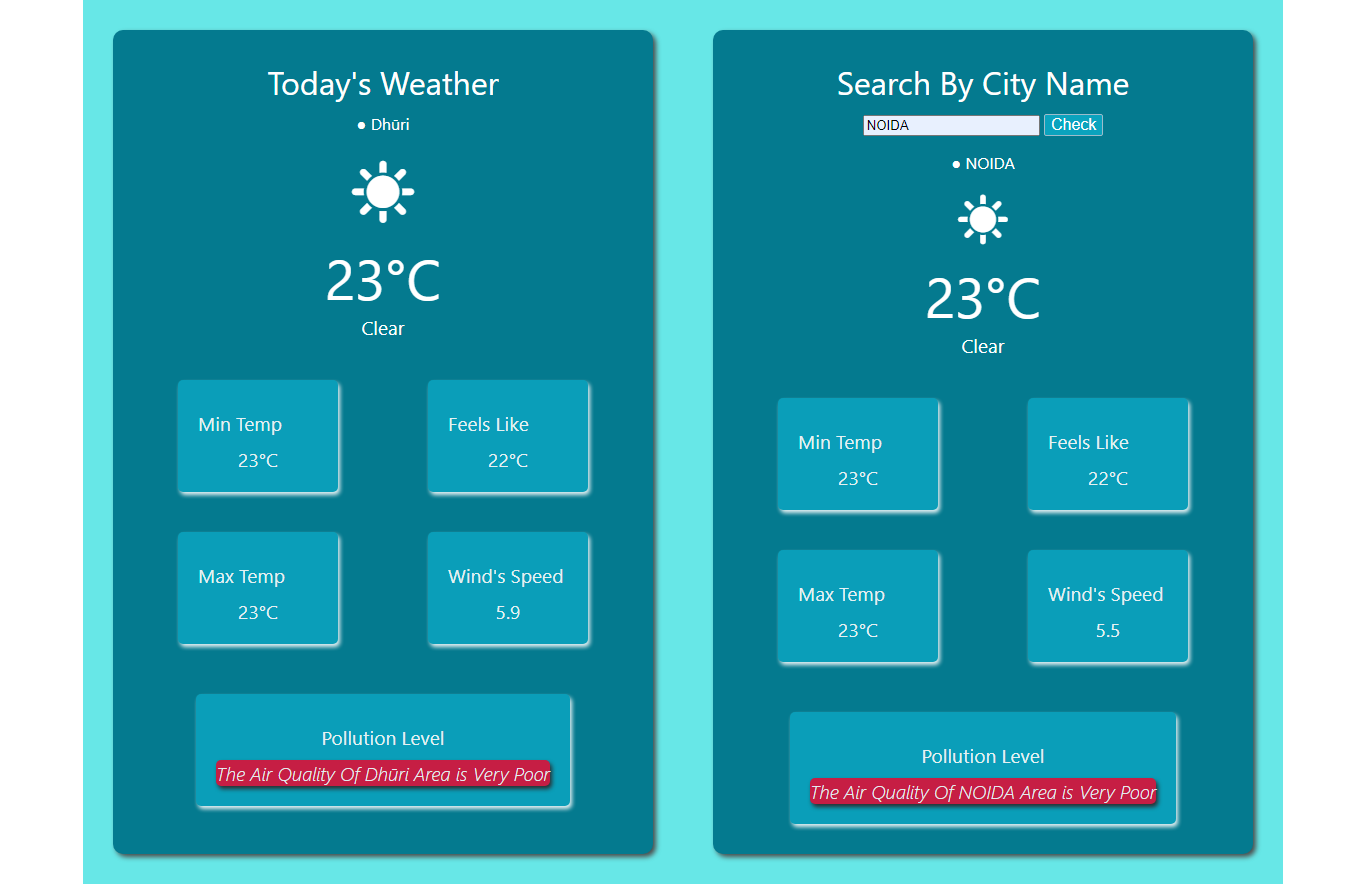 Today's Weather
● Dhūri
23°C
Clear
Min Temp
23°C
Feels Like
22°C
Max Temp
23°C
Wind's Speed
5.9
Pollution Level
The Air Quality Of Dhūri Area is Very Poor
Search By City Name
NOIDA Check
● NOIDA
23°C
Clear
Min Temp
23°C
Feels Like
22°C
Max Temp
23°C
Wind's Speed
5.5
Pollution Level
The Air Quality Of NOIDA Area is Very Poor